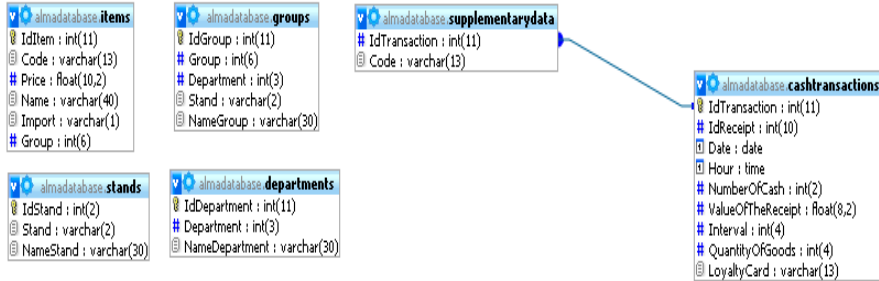 almadatabase.items
IdItem : int(11)
Code : varchar(13)
Price : float(10,2)
Name : varchar(40)
Import : varchar(1)
Group : int(6)
almadatabase.groups
IdGroup : int(11)
Group : int(6)
Department : int(3)
Stand : varchar(2)
NameGroup : varchar(30)
almadatabase.supplementarydata
IdTransaction : int(11)
Code : varchar(13)
almadatabase.cashtransactions
IdTransaction : int(11)
IdReceipt : int(10)
Date : date
Hour : time
NumberOfCash : int(2)
ValueOfTheReceipt : float(8,2)
Interval : int(4)
QuantityOfGoods : int(4)
LoyaltyCard : varchar(13)
almadatabase.stands
IdStand : int(2)
Stand : varchar(2)
NameStand : varchar(30)
almadatabase.departments
IdDepartment : int(11)
Department : int(3)
NameDepartment : varchar(30)